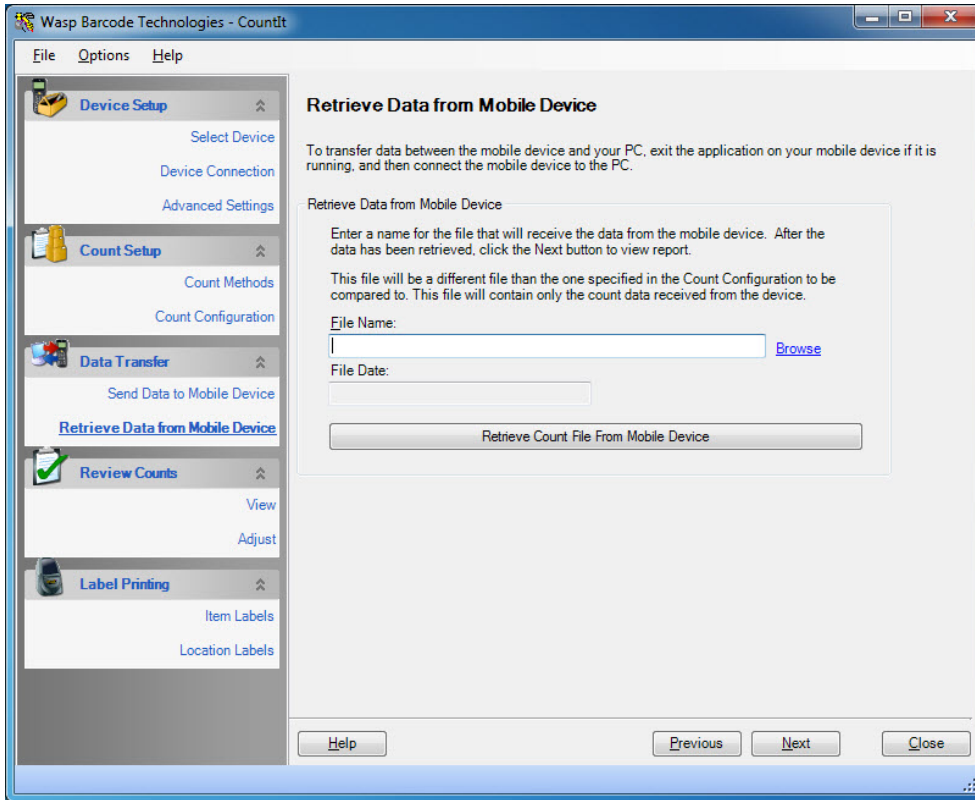 Wasp Barcode Technologies - CountIt
File Options Help
Device Setup
Select Device
Device Connection
Advanced Settings
Count Setup
Count Methods
Count Configuration
Data Transfer
Send Data to Mobile Device
Retrieve Data from Mobile Device
Review Counts
View
Adjust
Label Printing
Item Labels
Location Labels
Retrieve Data from Mobile Device
To transfer data between the mobile device and your PC, exit the application on your mobile device if it is
running, and then connect the mobile device to the PC.
Retrieve Data from Mobile Device
Enter a name for the file that will receive the data from the mobile device. After the
data has been retrieved, click the Next button to view report.
This file will be a different file than the one specified in the Count Configuration to be
compared to. This file will contain only the count data received from the device.
File Name:
Browse
File Date:
Retrieve Count File From Mobile Device
Help Previous Next Close